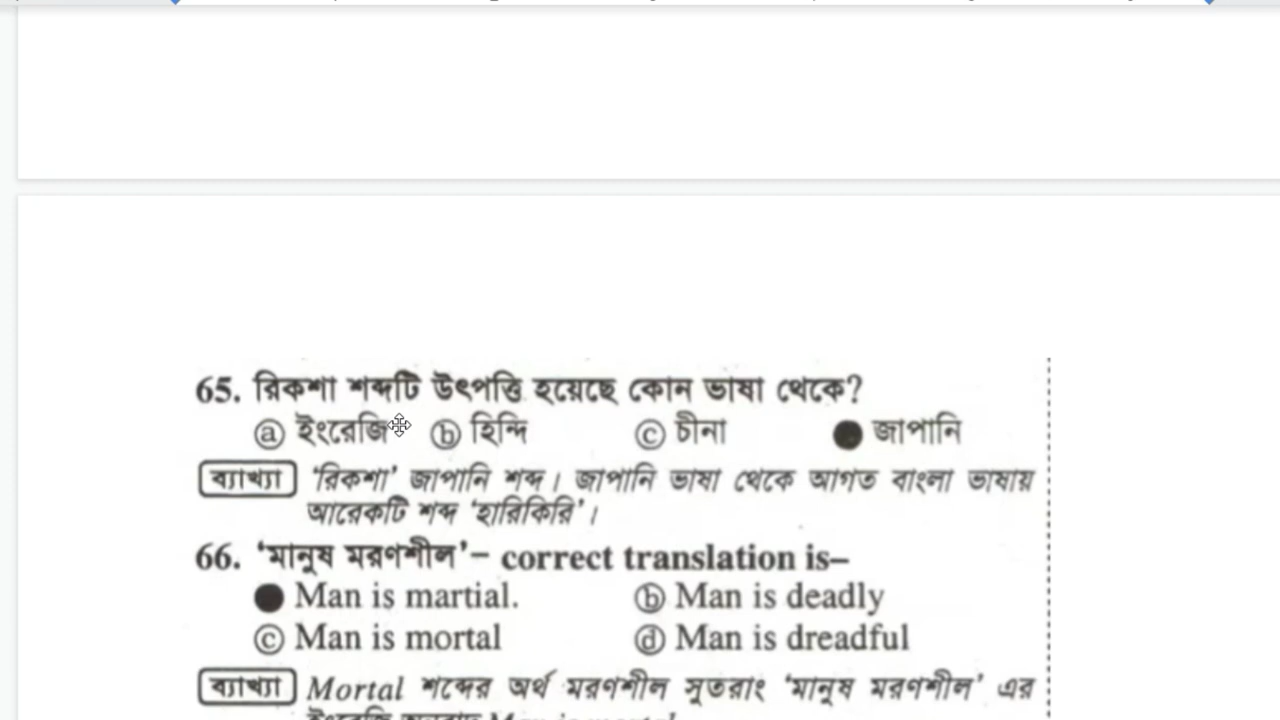 65. রিকশা শব্দটি উৎপত্তি হয়েছে কোন ভাষা থেকে?
ⓐ ইংরেজি ⓑ হিন্দি ⓒ চীনা ● জাপানি
ব্যাখ্যা 'রিকশা' জাপানি শব্দ। জাপানি ভাষা থেকে আগত বাংলা ভাষায়
আরেকটি শব্দ 'হারিকিরি'।
66. 'মানুষ মরণশীল'– correct translation is–
● Man is martial. ⓑ Man is deadly
ⓒ Man is mortal ⓓ Man is dreadful
ব্যাখ্যা Mortal শব্দের অর্থ মরণশীল সুতরাং 'মানুষ মরণশীল' এর